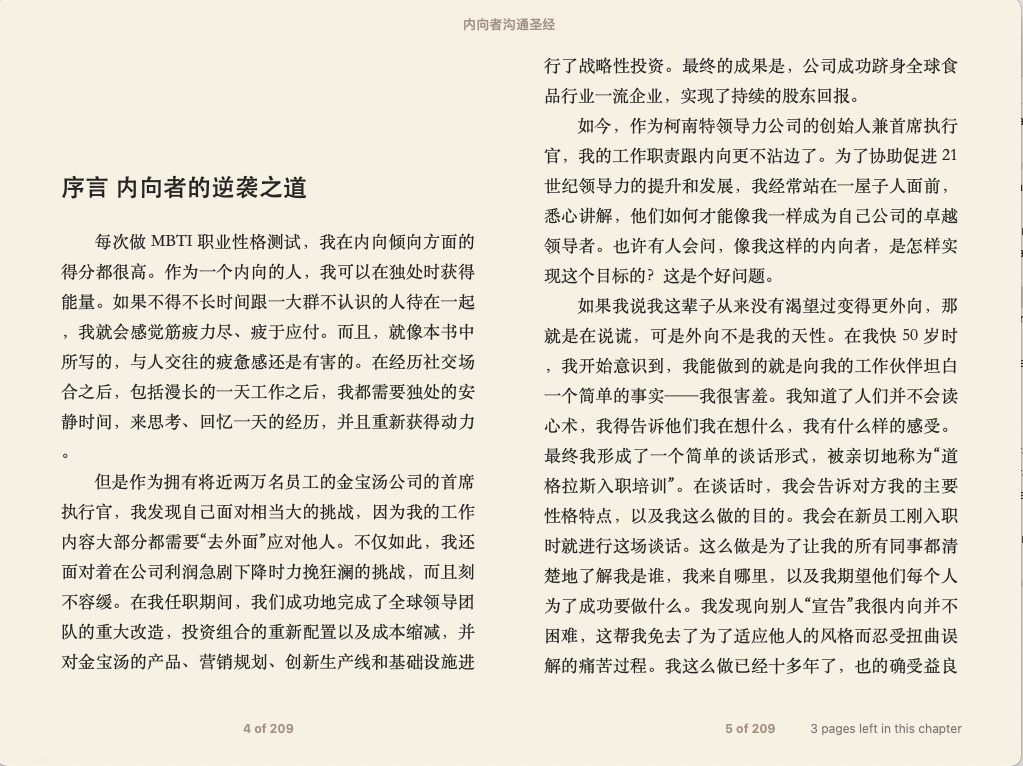 内向者沟通圣经
序言 内向者的逆袭之道
每次做 MBTI 职业性格测试，我在内向倾向方面的
得分都很高。作为一个内向的人，我可以在独处时获得
能量。如果不得不长时间跟一大群不认识的人待在一起
，我就会感觉筋疲力尽、疲于应付。而且，就像本书中
所写的，与人交往的疲惫感还是有害的。在经历社交场
合之后，包括漫长的一天工作之后，我都需要独处的安
静时间，来思考、回忆一天的经历，并且重新获得动力
。
但是作为拥有将近两万名员工的金宝汤公司的首席
执行官，我发现自己面对相当大的挑战，因为我的工作
内容大部分都需要“去外面”应对他人。不仅如此，我还
面对着在公司利润急剧下降时力挽狂澜的挑战，而且刻
不容缓。在我任职期间，我们成功地完成了全球领导团
队的重大改造，投资组合的重新配置以及成本缩减，并
对金宝汤的产品、营销规划、创新生产线和基础设施进
4 of 209
行了战略性投资。最终的成果是，公司成功跻身全球食
品行业一流企业，实现了持续的股东回报。
如今，作为柯南特领导力公司的创始人兼首席执行
官，我的工作职责跟内向更不沾边了。为了协助促进 21
世纪领导力的提升和发展，我经常站在一屋子人面前，
悉心讲解，他们如何才能像我一样成为自己公司的卓越
领导者。也许有人会问，像我这样的内向者，是怎样实
现这个目标的？这是个好问题。
如果我说我这辈子从来没有渴望过变得更外向，那
就是在说谎，可是外向不是我的天性。在我快 50 岁时
，我开始意识到，我能做到的就是向我的工作伙伴坦白
一个简单的事实——我很害羞。我知道了人们并不会读
心术，我得告诉他们我在想什么，我有什么样的感受。
最终我形成了一个简单的谈话形式，被亲切地称为“道
格拉斯入职培训”。在谈话时，我会告诉对方我的主要
性格特点，以及我这么做的目的。我会在新员工刚入职
时就进行这场谈话。这么做是为了让我的所有同事都清
楚地了解我是谁，我来自哪里，以及我期望他们每个人
为了成功要做什么。我发现向别人“宣告”我很内向并不
困难，这帮我免去了为了适应他人的风格而忍受扭曲误
解的痛苦过程。我这么做已经十多年了，也的确受益良
5 of 209
3 pages left in this chapter